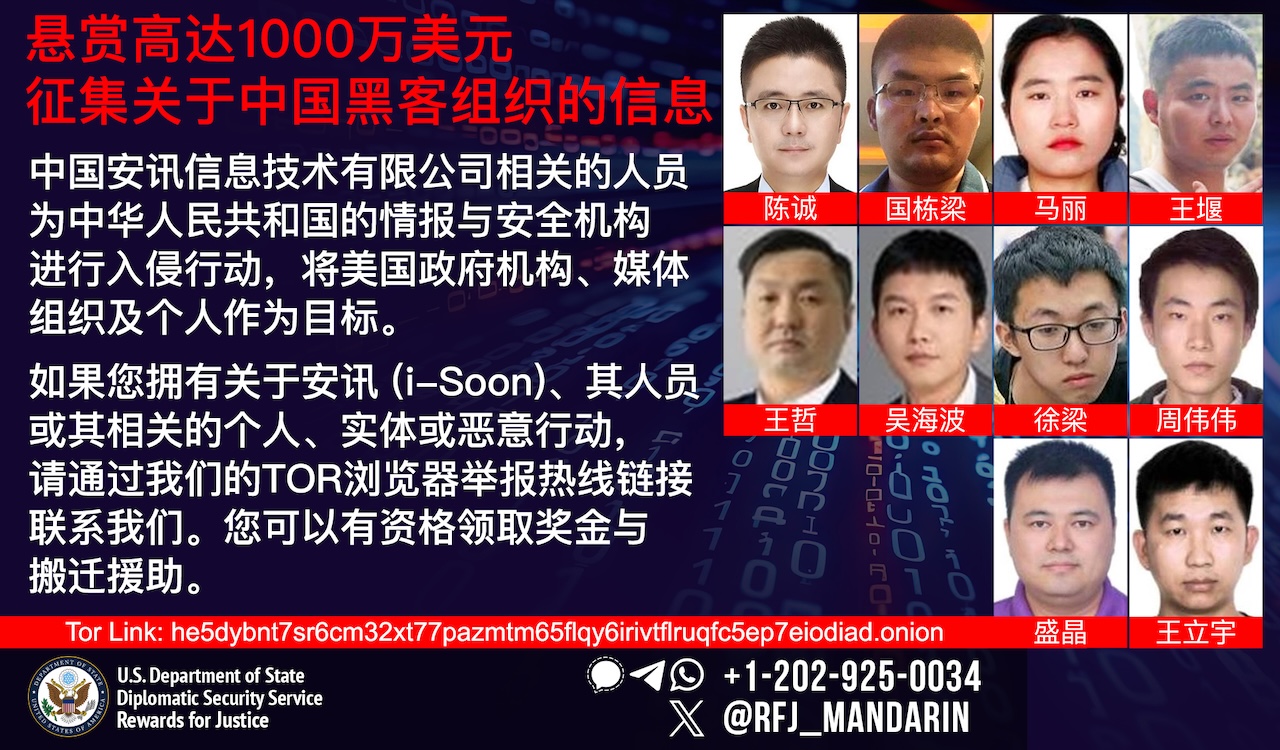 悬赏高达1000万美元
征集关于中国黑客组织的信息
中国安讯信息技术有限公司相关的人员
为中华人民共和国的情报与安全机构
进行入侵行动，将美国政府机构、媒体
组织及个人作为目标。
如果您拥有关于安讯 (i-Soon)、其人员
或其相关的个人、实体或恶意行动，
请通过我们的TOR浏览器举报热线链接
联系我们。您可以有资格领取奖金与
搬迁援助。
陈诚 国栋梁 马丽 王堰
王哲 吴海波 徐梁 周伟伟
盛晶 王立宇
Tor Link: he5dybnt7sr6cm32xt77pazmtm65flqy6irivtflruqfc5ep7eiodiad.onion
DEPARTMENT OF STATE
UNITED STATES OF AMERICA
U.S. Department of State
Diplomatic Security Service
Rewards for Justice
+1-202-925-0034
@RFJ_MANDARIN